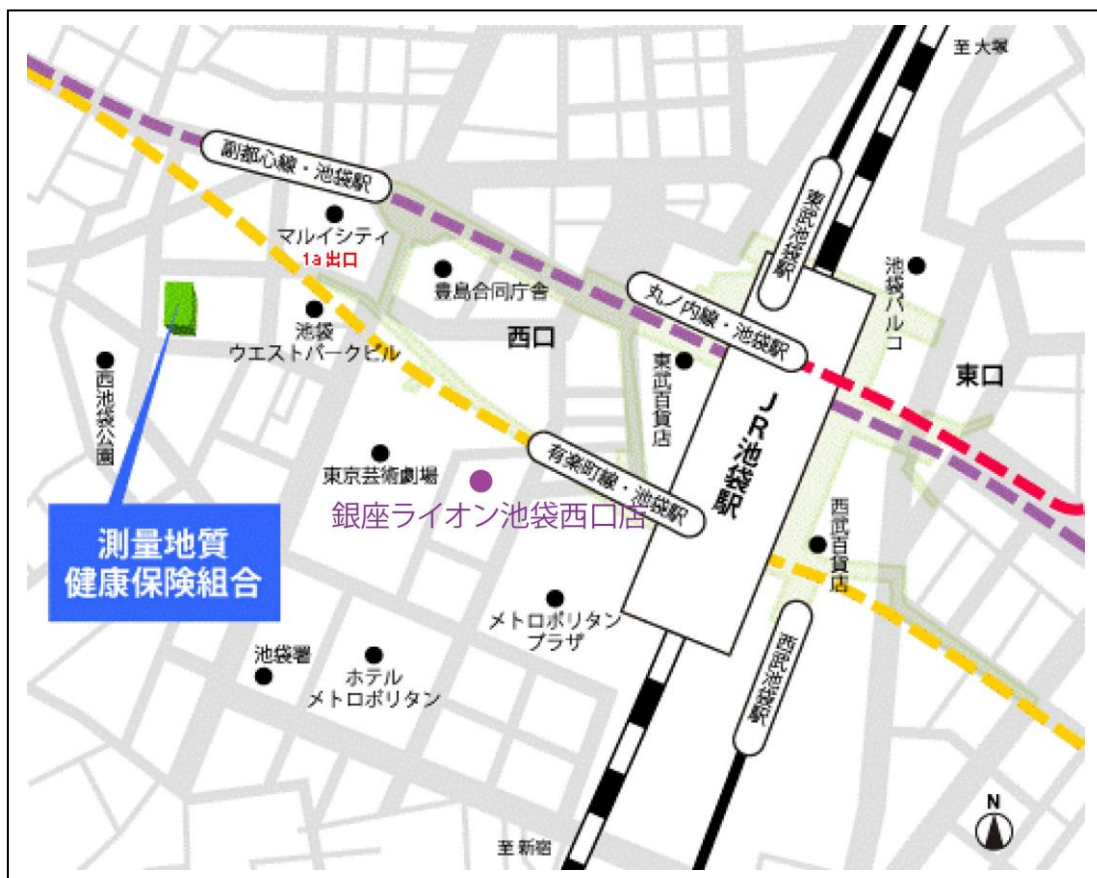 至 大塚
副都心線・池袋駅
東武池袋駅
マルイシティ
1a 出口
豊島合同庁舎
丸ノ内線・池袋駅
池袋パルコ
池袋
ウエストパークビル
西口
東武百貨店
東口
西池袋公園
JR池袋駅
東京芸術劇場
有楽町線・池袋駅
銀座ライオン池袋西口店
西武百貨店
測量地質
健康保険組合
メトロポリタン
プラザ
池袋署
ホテル
メトロポリタン
西武池袋駅
N
至 新宿